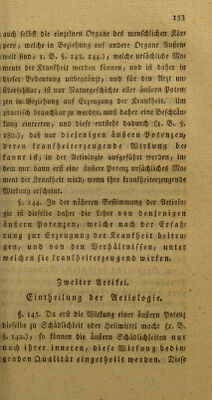 153
auch selbst die einzelnen Organe des menschlichen Kör-
pers, welche in Beziehung auf andere Organe Außen-
welt sind, (z. B. §. 143. 144.), welche ursächliche Mo-
mente der Krankheit werden können, und ist daher in
dieser Bedeutung unbegränzt, und für den Arzt un-
übersehbar, ist nur Naturgeschichte aller äußern Poten-
zen in Beziehung auf Erzeugung der Krankheit. Um
practisch brauchbar zu werden, muß daher eine Beschrän-
kung eintreten, und diese besteht dadurch (z. B. §.
182.), das nur diejenigen äußern Potenzen,
deren krankheiterzeugende Wirkung be-
kannt ist, in der Aetiologie aufgeführt werden, in-
dem nur dann erst eine äußere Potenz ursächliches Mo-
ment der Krankheit wird, wenn ihre krankheiterzeugende
Wirkung erscheint.
§. 144. In der nähern Bestimmung der Aetiolo-
gie ist dieselbe daher die Lehre von denjenigen
äußern Potenzen, welche nach der Erfah-
rung zur Erzeugung der Krankheit beitragen,
und von den Verhältnissen, unter
welchen sie krankheiterzeugend wirken.
Zweiter Artikel.
Eintheilung der Aetiologie.
§. 145. Da erst die Wirkung einer äußern Potenz
dieselbe zu Schädlichkeit oder Heilmittel macht (z. B.
§. 142.), so können die äußern Schädlichkeiten nur
nach ihrer inneren, diese Wirkung bedin-
genden Qualität eingetheilt werden. Diese